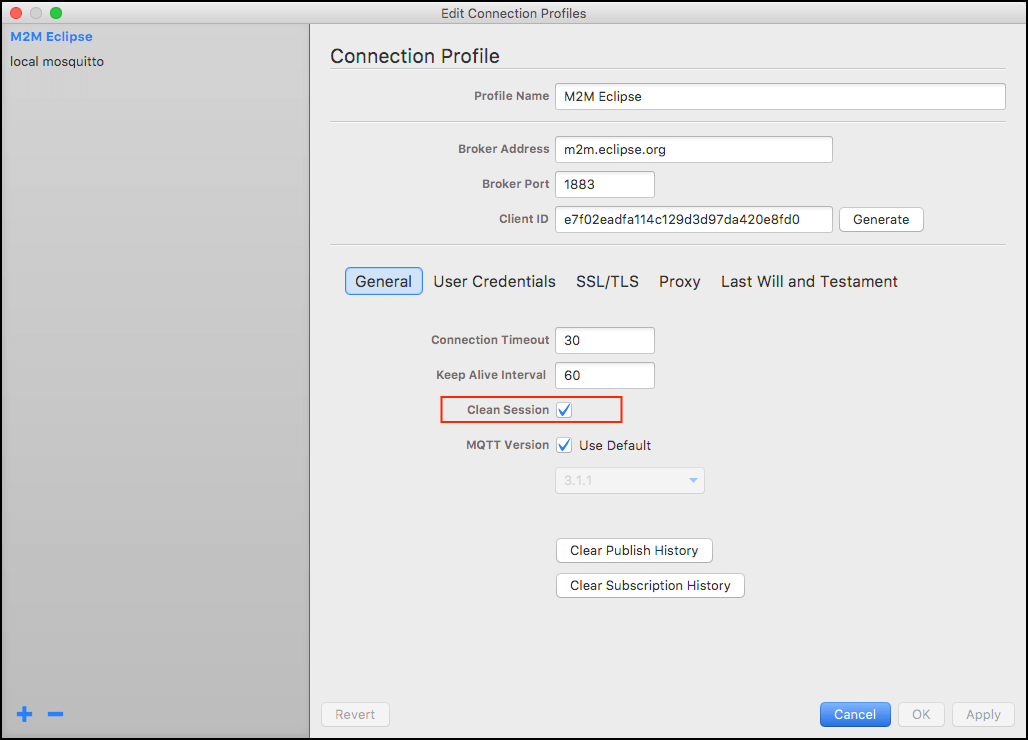 Edit Connection Profiles
M2M Eclipse
local mosquitto
Connection Profile
Profile Name M2M Eclipse
Broker Address m2m.eclipse.org
Broker Port 1883
Client ID e7f02eadfa114c129d3d97da420e8fd0 Generate
General User Credentials SSL/TLS Proxy Last Will and Testament
Connection Timeout 30
Keep Alive Interval 60
Clean Session
MQTT Version Use Default
3.1.1
Clear Publish History
Clear Subscription History
Revert Cancel OK Apply